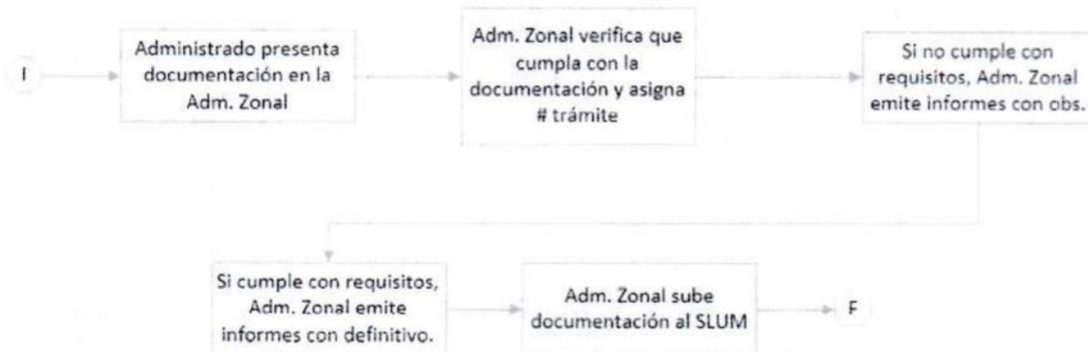 I
Administrado presenta
documentación en la
Adm. Zonal
Adm. Zonal verifica que
cumpla con la
documentación y asigna
# trámite
Si no cumple con
requisitos, Adm. Zonal
emite informes con obs.
Si cumple con requisitos,
Adm. Zonal emite
informes con definitivo.
Adm. Zonal sube
documentación al SLUM
F